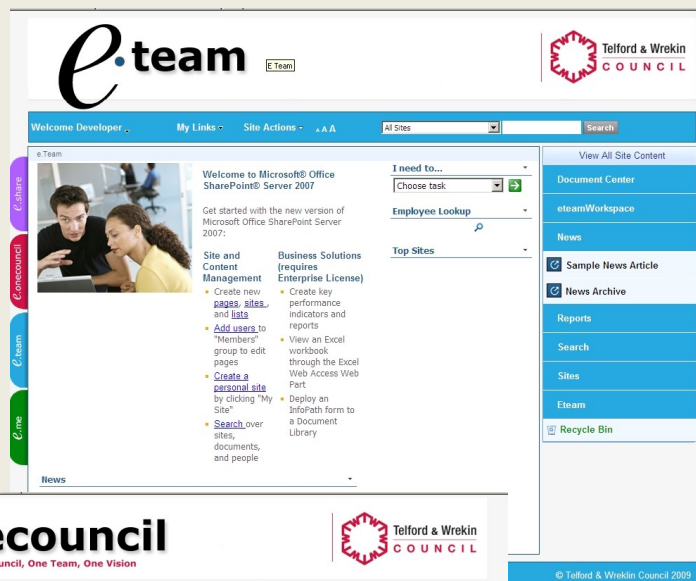 e.team
E Team
Telford & Wrekin
COUNCIL
Welcome Developer
My Links
Site Actions
A A A
All Sites
Search
e.Team
e.share
e.onecouncil
e.team
e.me
Welcome to Microsoft® Office
SharePoint® Server 2007
Get started with the new version of
Microsoft Office SharePoint Server
2007:
Site and
Content
Management
Create new
pages, sites ,
and lists
Add users to
"Members"
group to edit
pages
Create a
personal site
by clicking "My
Site"
Search over
sites,
documents,
and people
Business Solutions
(requires
Enterprise License)
Create key
performance
indicators and
reports
View an Excel
workbook
through the Excel
Web Access Web
Part
Deploy an
InfoPath form to
a Document
Library
I need to...
Choose task
Employee Lookup
Top Sites
View All Site Content
Document Center
eteamWorkspace
News
Sample News Article
News Archive
Reports
Search
Sites
Eteam
Recycle Bin
News
ecouncil
uncil, One Team, One Vision
Telford & Wrekin
COUNCIL
© Telford & Wreklin Council 2009